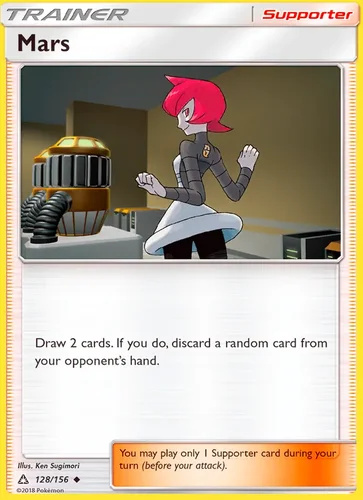 TRAINER Supporter
Mars
Draw 2 cards. If you do, discard a random card from
your opponent's hand.
Illus. Ken Sugimori
128/156
©2018 Pokémon
You may play only 1 Supporter card during your
turn (before your attack).